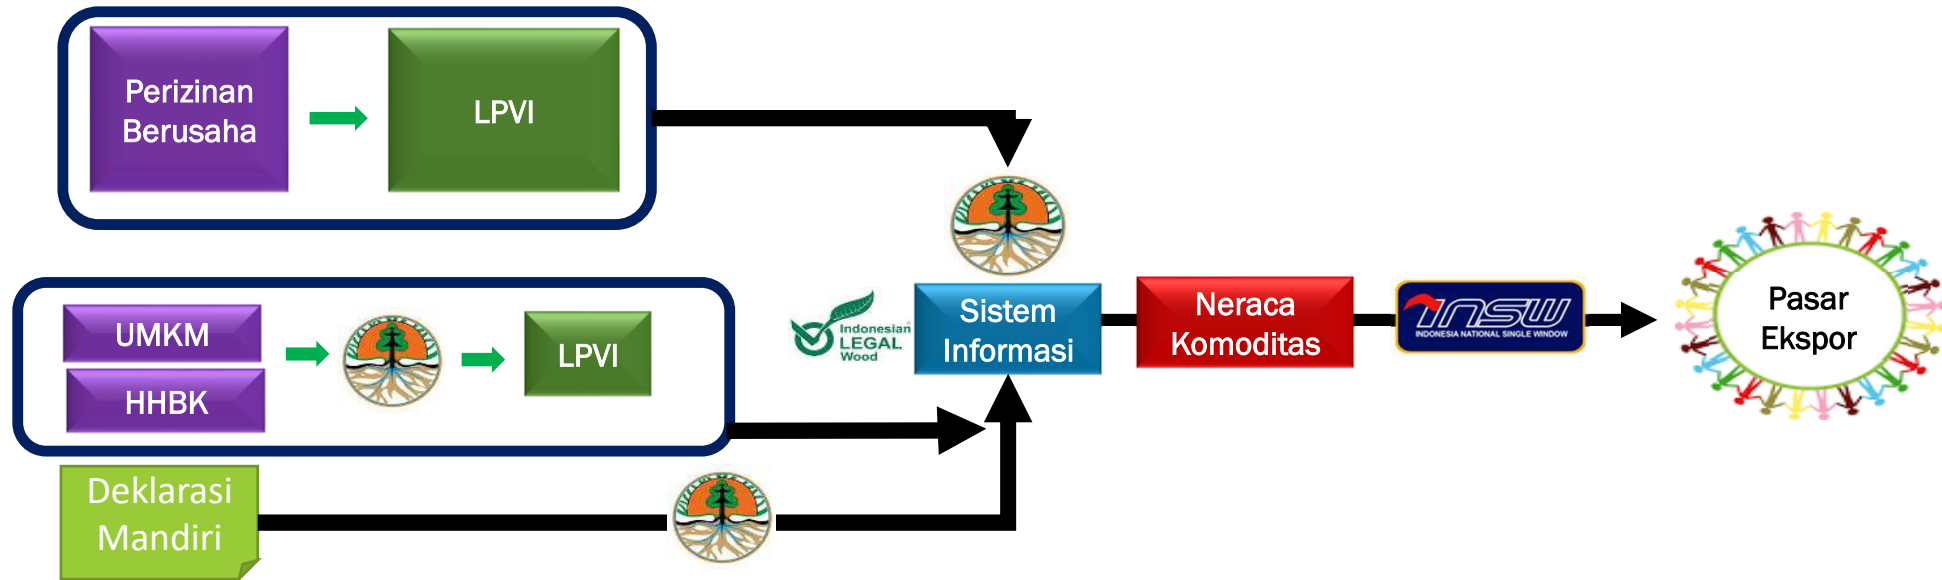 Perizinan
Berusaha
LPVI
UMKM
HHBK
LPVI
Deklarasi
Mandiri
Indonesian
LEGAL
Wood
Sistem
Informasi
Neraca
Komoditas
INSW
INDONESIA NATIONAL SINGLE WINDOW
Pasar
Ekspor